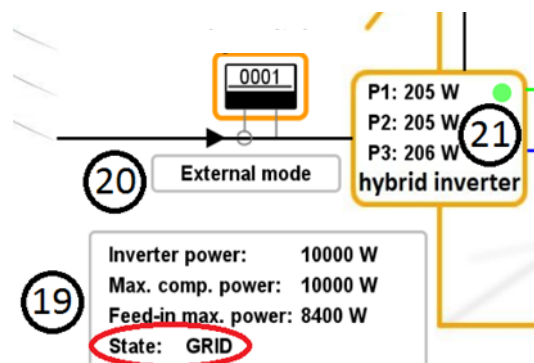 0001
P1: 205 W
P2: 205 W
P3: 206 W
21
hybrid inverter
20
External mode
19
Inverter power: 10000 W
Max. comp. power: 10000 W
Feed-in max. power: 8400 W
State: GRID